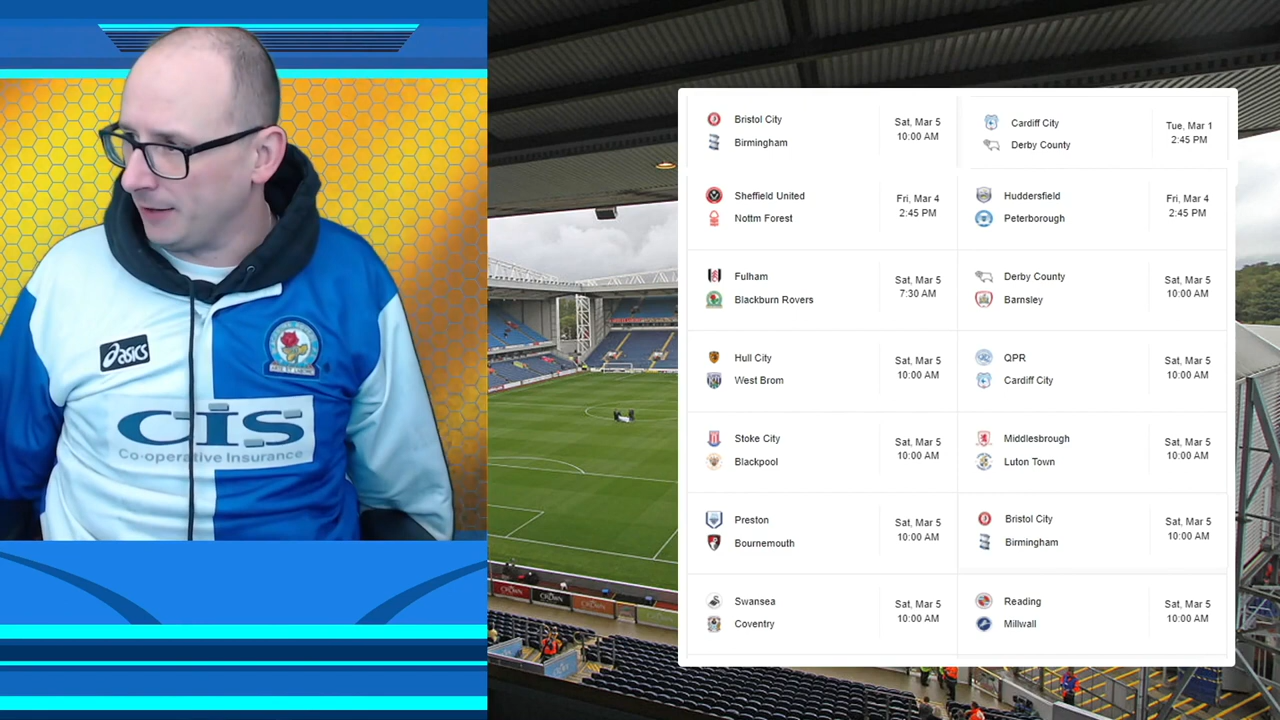 asics
CIS
Co-operative Insurance
Bristol City
Birmingham
Sat, Mar 5
10:00 AM
Cardiff City
Derby County
Tue, Mar 1
2:45 PM
Sheffield United
Nottm Forest
Fri, Mar 4
2:45 PM
Huddersfield
Peterborough
Fri, Mar 4
2:45 PM
Fulham
Blackburn Rovers
Sat, Mar 5
7:30 AM
Derby County
Barnsley
Sat, Mar 5
10:00 AM
Hull City
West Brom
Sat, Mar 5
10:00 AM
QPR
Cardiff City
Sat, Mar 5
10:00 AM
Stoke City
Blackpool
Sat, Mar 5
10:00 AM
Middlesbrough
Luton Town
Sat, Mar 5
10:00 AM
Preston
Bournemouth
Sat, Mar 5
10:00 AM
Bristol City
Birmingham
Sat, Mar 5
10:00 AM
Swansea
Coventry
Sat, Mar 5
10:00 AM
Reading
Millwall
Sat, Mar 5
10:00 AM
CROWN
CROWN
CROWN